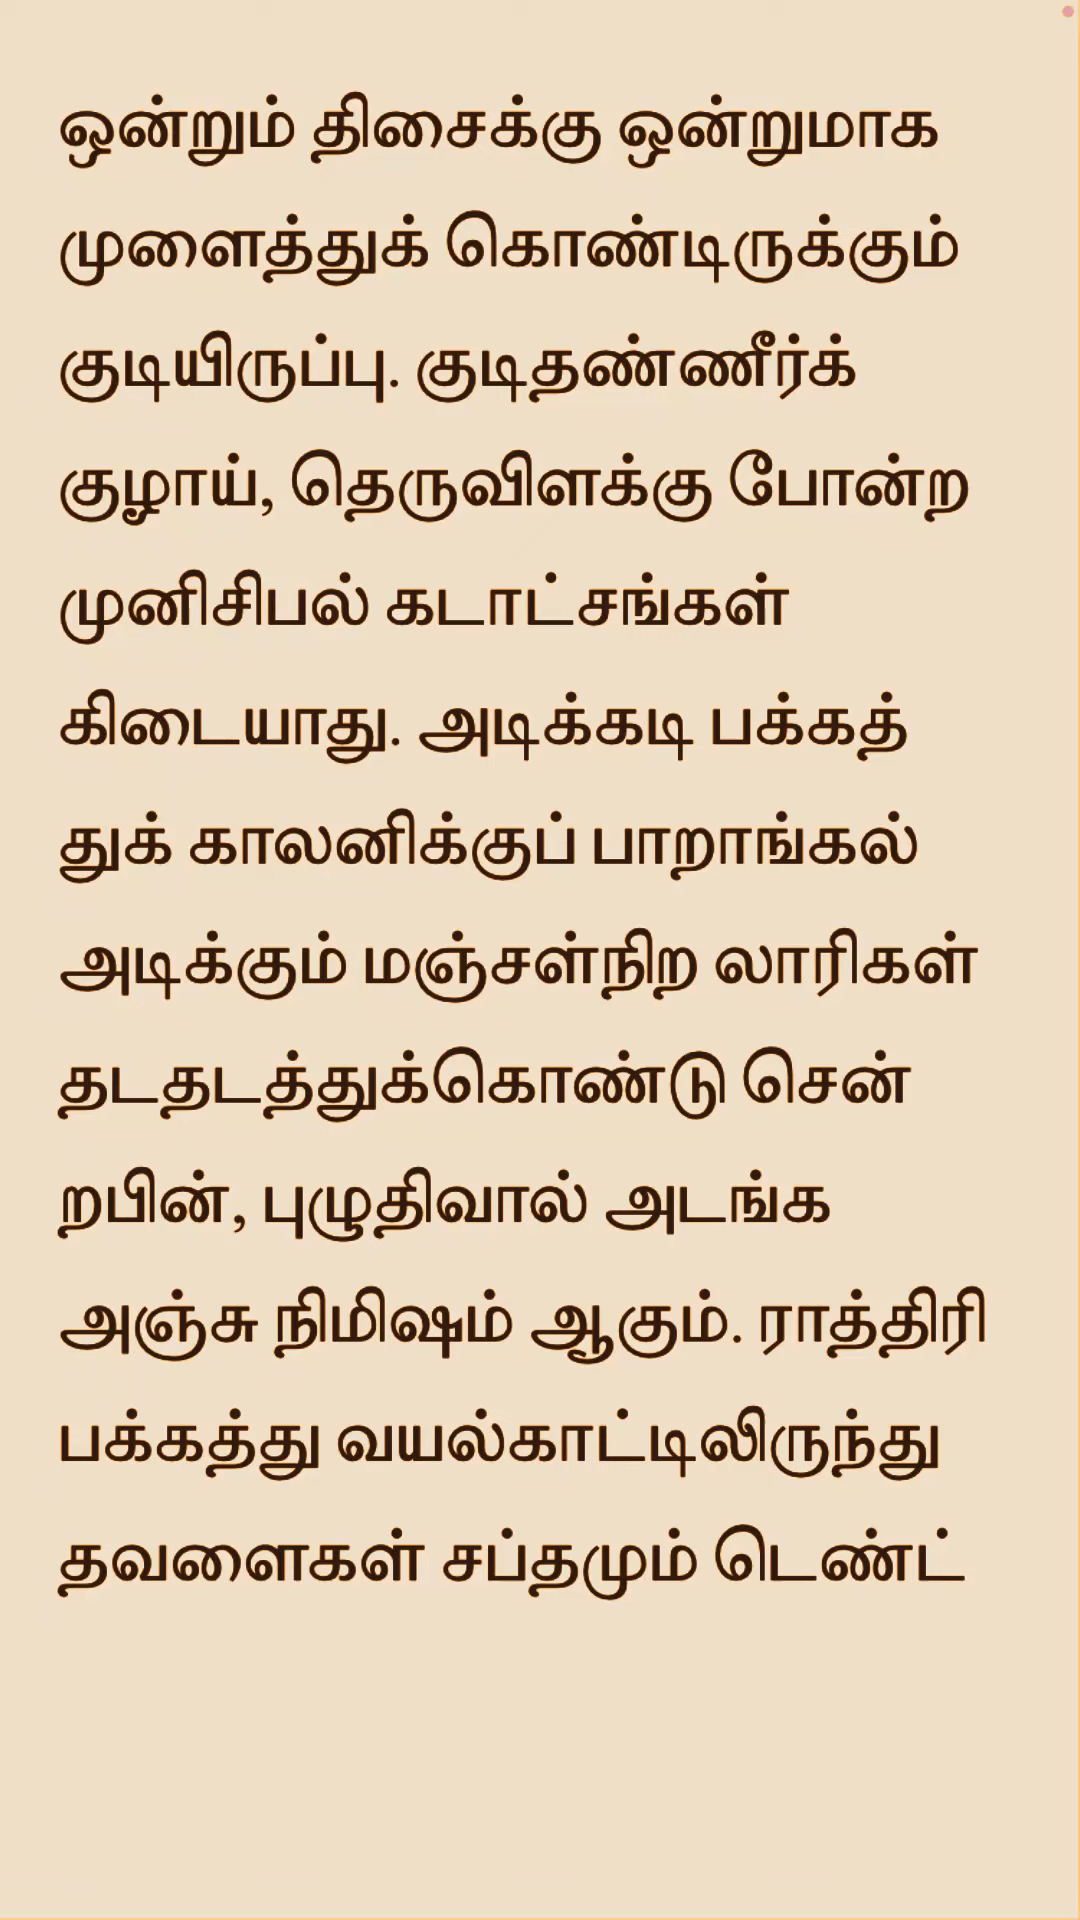 ஒன்றும் திசைக்கு ஒன்றுமாக
முளைத்துக் கொண்டிருக்கும்
குடியிருப்பு. குடிதண்ணீர்க்
குழாய், தெருவிளக்கு போன்ற
முனிசிபல் கடாட்சங்கள்
கிடையாது. அடிக்கடி பக்கத்
துக் காலனிக்குப் பாறாங்கல்
அடிக்கும் மஞ்சள்நிற லாரிகள்
தடதடத்துக்கொண்டு சென்
றபின், புழுதிவால் அடங்க
அஞ்சு நிமிஷம் ஆகும். ராத்திரி
பக்கத்து வயல்காட்டிலிருந்து
தவளைகள் சப்தமும் டெண்ட்